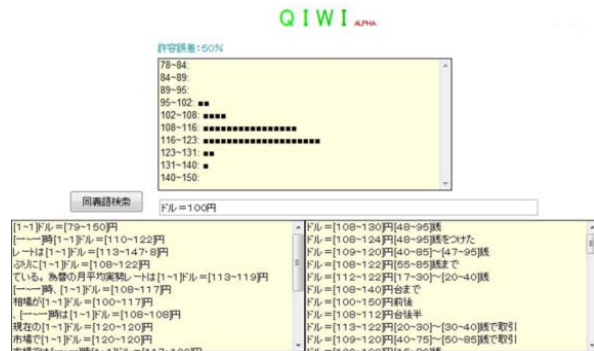 QIWI ALPHA
許容誤差:50%
78~84:
84~89:
89~95:
95~102: ■■
102~108: ■■■■
108~116: ■■■■■■■■■■■■■■■■
116~123: ■■■■■■■■■■■■■■■■■■■■
123~131: ■■
131~140: ■
140~150:
同義語検索
ドル=100円
[1~1]ドル=[79~150]円
[一~一]時[1~1]ドル=[110~122]円
レートは[1~1]ドル=[113~147·8]円
ぶりに[1~1]ドル=[108~122]円
ている。為替の月平均実勢レートは[1~1]ドル=[113~119]円
[一~一]時、[1~1]ドル=[108~117]円
相場が[1~1]ドル=[100~117]円
、[一~一]時は[1~1]ドル=[108~108]円
現在の[1~1]ドル=[120~120]円
市場で[1~1]ドル=[120~120]円
ドル=[108~130]円[48~95]銭
ドル=[108~124]円[48~95]銭をつけた
ドル=[109~120]円[40~85]~[47~95]銭
ドル=[108~122]円[55~85]銭まで
ドル=[112~122]円[17~30]~[20~40]銭
ドル=[108~140]円台まで
ドル=[100~150]円前後
ドル=[108~112]円台後半
ドル=[113~122]円[20~30]~[30~40]銭で取引
ドル=[109~120]円[40~75]~[50~85]銭で取引